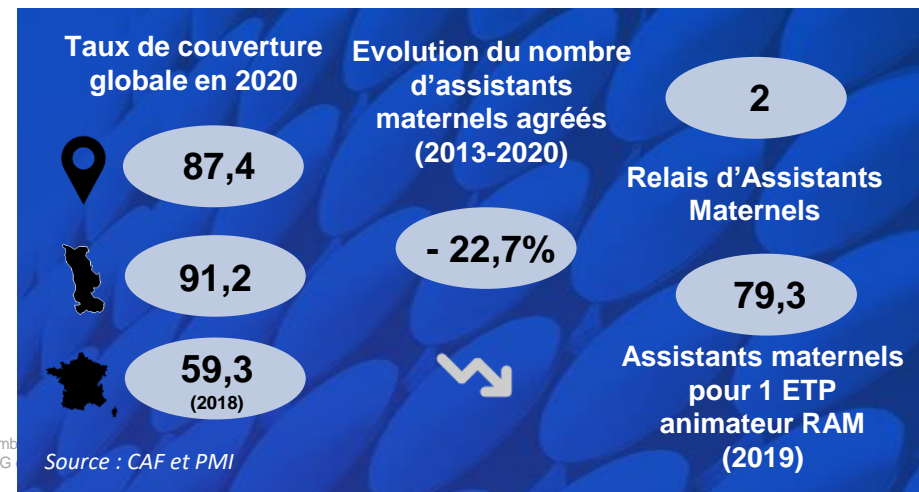 Taux de couverture
globale en 2020
87,4
91,2
59,3
(2018)
Evolution du nombre
d’assistants
maternels agréés
(2013-2020)
- 22,7%
2
Relais d’Assistants
Maternels
79,3
Assistants maternels
pour 1 ETP
animateur RAM
(2019)
Source : CAF et PMI